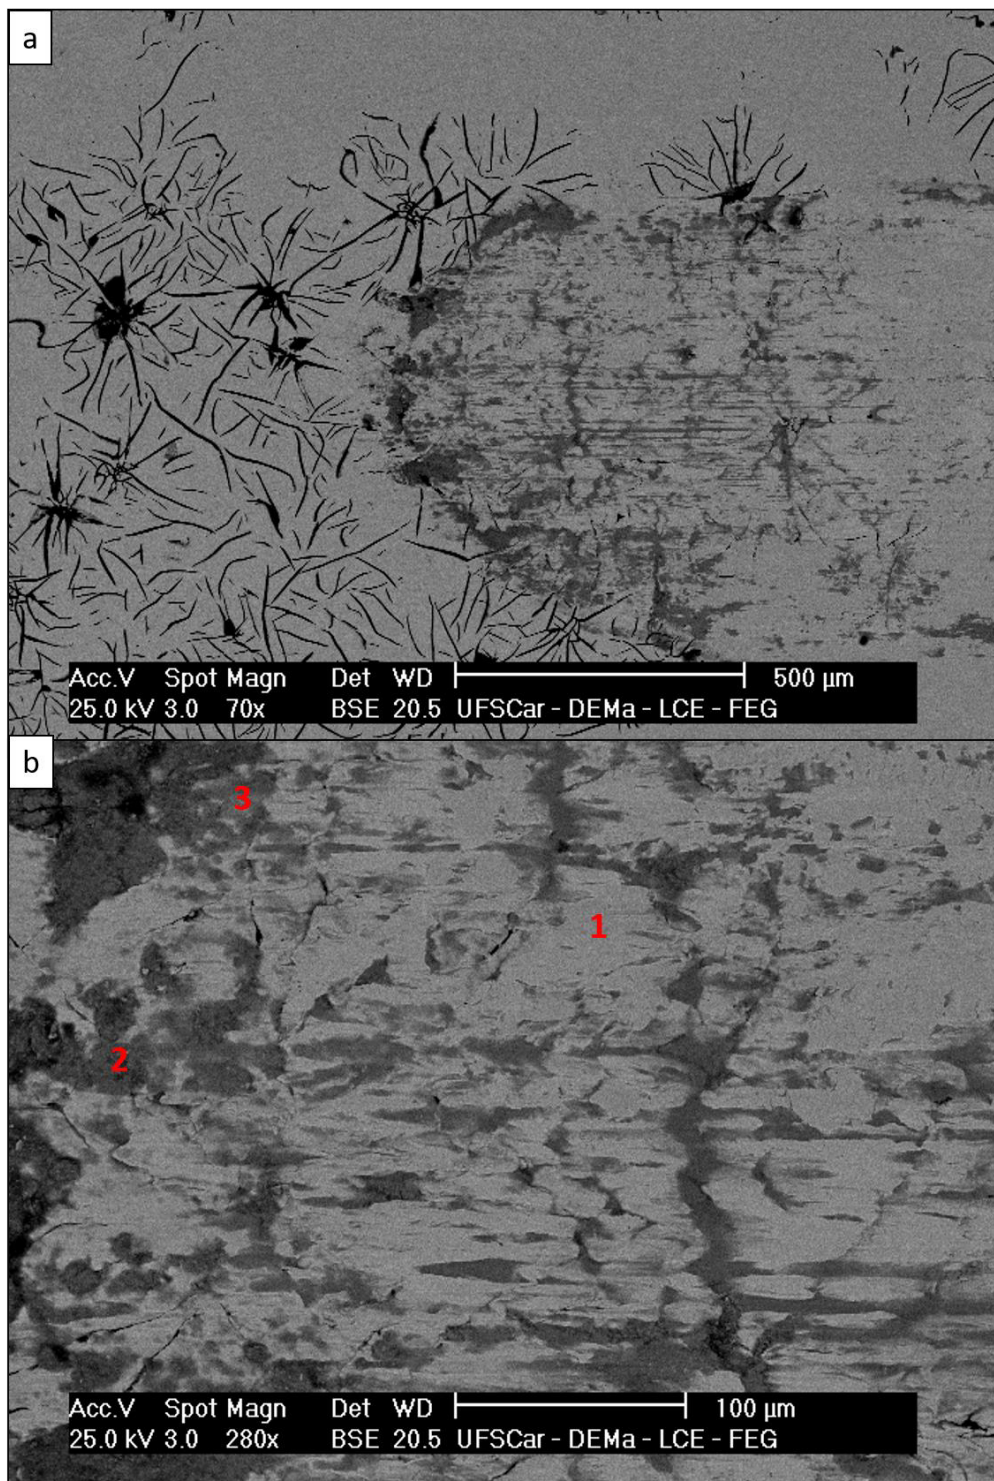 a
Acc.V Spot Magn Det WD 500 µm
25.0 kV 3.0 70x BSE 20.5 UFSCar - DEMa - LCE - FEG
b
3
1
2
Acc.V Spot Magn Det WD 100 µm
25.0 kV 3.0 280x BSE 20.5 UFSCar - DEMa - LCE - FEG